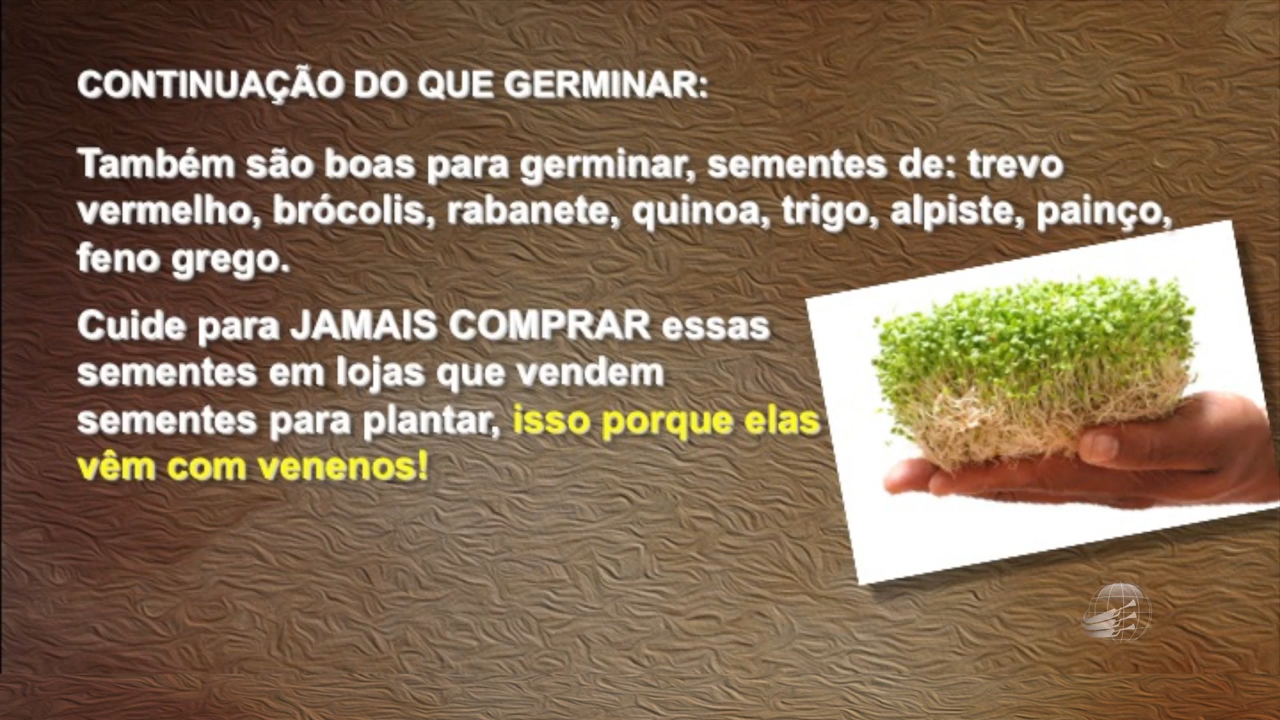 CONTINUAÇÃO DO QUE GERMINAR:
Também são boas para germinar, sementes de: trevo
vermelho, brócolis, rabanete, quinoa, trigo, alpiste, painço,
feno grego.
Cuide para JAMAIS COMPRAR essas
sementes em lojas que vendem
sementes para plantar, isso porque elas
vêm com venenos!